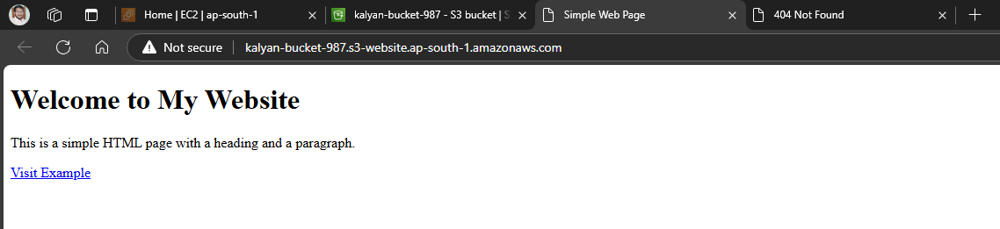 Home | EC2 | ap-south-1
kalyan-bucket-987 - S3 bucket | S
Simple Web Page
404 Not Found
Not secure
kalyan-bucket-987.s3-website.ap-south-1.amazonaws.com
Welcome to My Website
This is a simple HTML page with a heading and a paragraph.
Visit Example